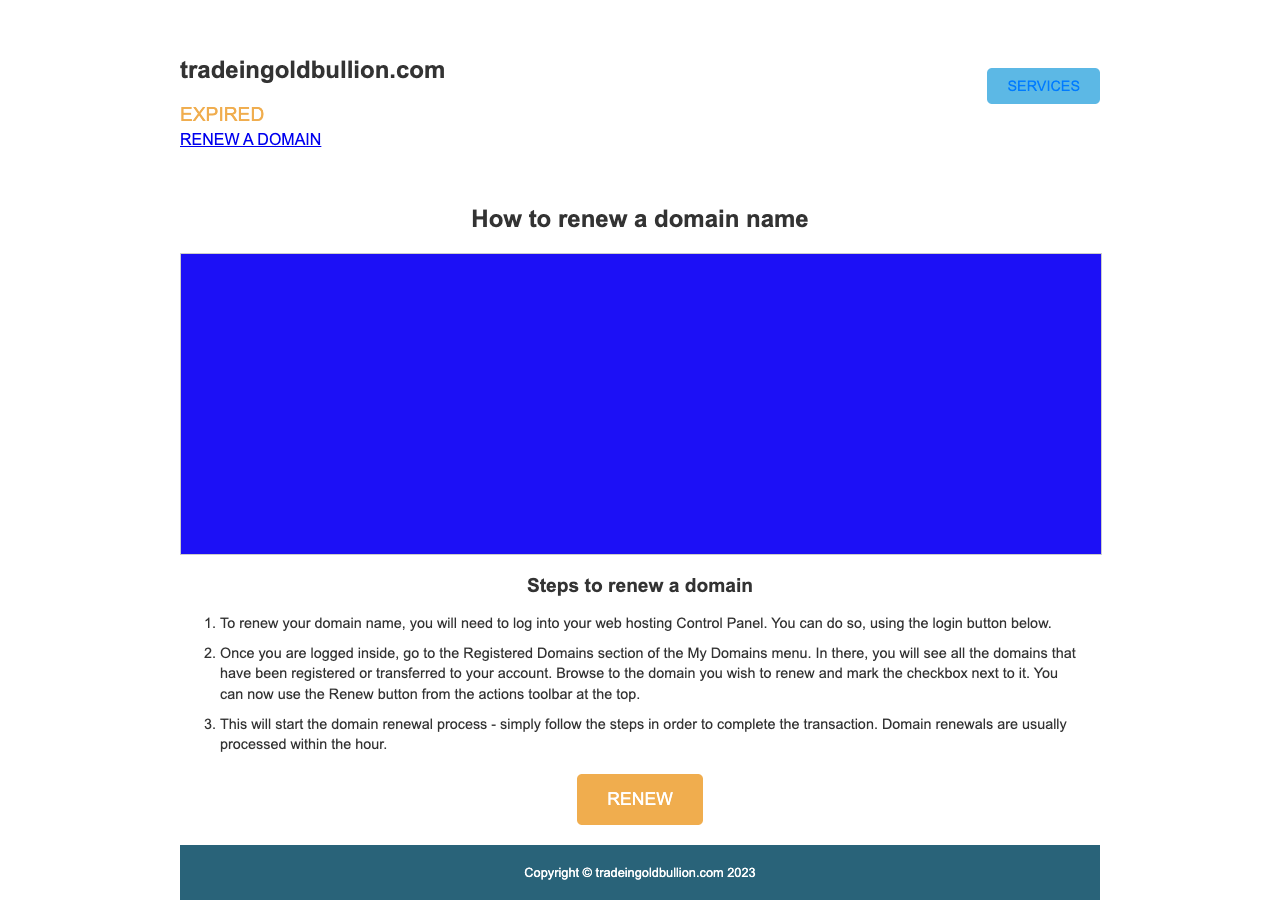 tradeingoldbullion.com
SERVICES
EXPIRED
RENEW A DOMAIN
How to renew a domain name
Steps to renew a domain
1. To renew your domain name, you will need to log into your web hosting Control Panel. You can do so, using the login button below.
2. Once you are logged inside, go to the Registered Domains section of the My Domains menu. In there, you will see all the domains that
have been registered or transferred to your account. Browse to the domain you wish to renew and mark the checkbox next to it. You
can now use the Renew button from the actions toolbar at the top.
3. This will start the domain renewal process - simply follow the steps in order to complete the transaction. Domain renewals are usually
processed within the hour.
RENEW
Copyright © tradeingoldbullion.com 2023